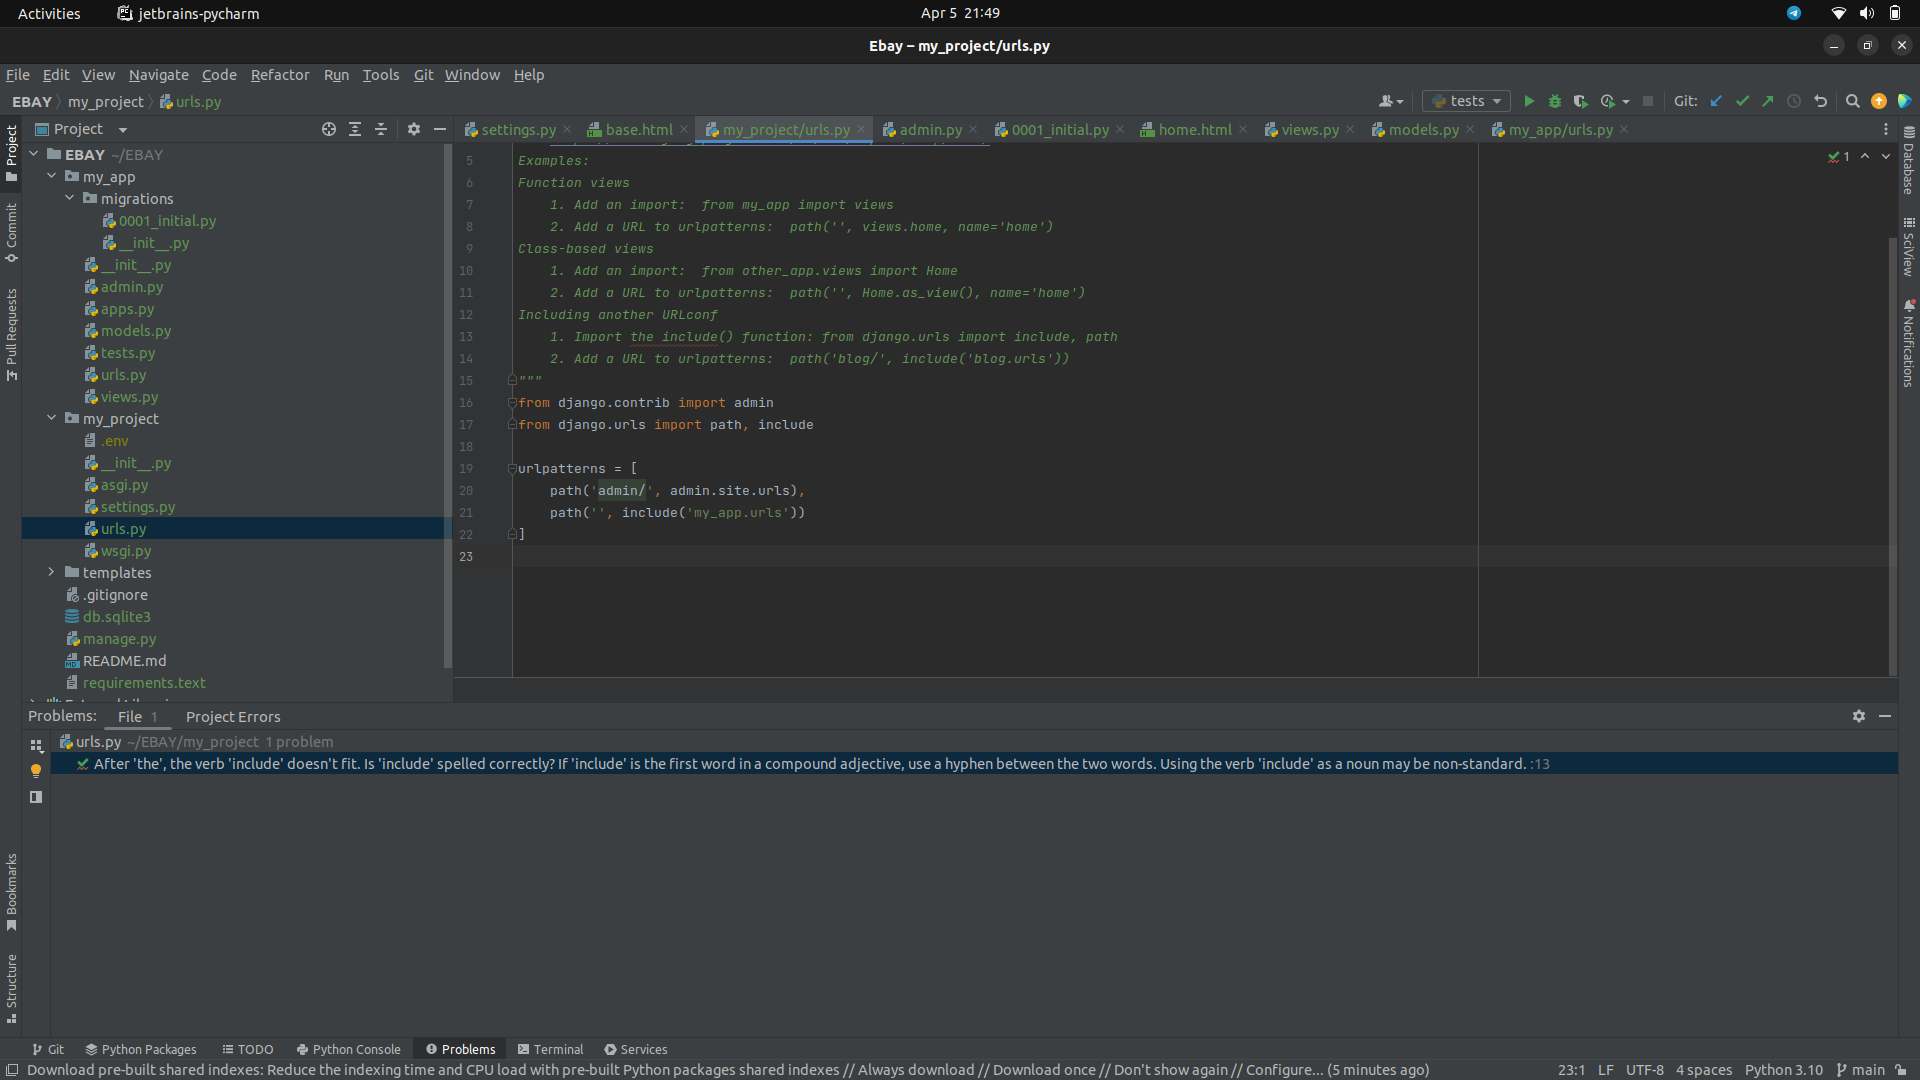 Activities
jetbrains-pycharm
Apr 5 21:49
Ebay – my_project/urls.py
File Edit View Navigate Code Refactor Run Tools Git Window Help
EBAY my_project urls.py
tests
Git:
Project
settings.py base.html my_project/urls.py admin.py 0001_initial.py home.html views.py models.py my_app/urls.py
Project
Commit
Pull Requests
Bookmarks
Structure
EBAY ~/EBAY
my_app
migrations
0001_initial.py
__init__.py
__init__.py
admin.py
apps.py
models.py
tests.py
urls.py
views.py
my_project
.env
__init__.py
asgi.py
settings.py
urls.py
wsgi.py
templates
.gitignore
db.sqlite3
manage.py
README.md
requirements.text
5 Examples:
6 Function views
7 1. Add an import:  from my_app import views
8 2. Add a URL to urlpatterns:  path('', views.home, name='home')
9 Class-based views
10 1. Add an import:  from other_app.views import Home
11 2. Add a URL to urlpatterns:  path('', Home.as_view(), name='home')
12 Including another URLconf
13 1. Import the include() function: from django.urls import include, path
14 2. Add a URL to urlpatterns:  path('blog/', include('blog.urls'))
15 """
16 from django.contrib import admin
17 from django.urls import path, include
18
19 urlpatterns = [
20 path('admin/', admin.site.urls),
21 path('', include('my_app.urls'))
22 ]
23
1
Database
SciView
Notifications
Problems: File 1 Project Errors
urls.py ~/EBAY/my_project 1 problem
After 'the', the verb 'include' doesn't fit. Is 'include' spelled correctly? If 'include' is the first word in a compound adjective, use a hyphen between the two words. Using the verb 'include' as a noun may be non-standard. :13
Git Python Packages TODO Python Console Problems Terminal Services
Download pre-built shared indexes: Reduce the indexing time and CPU load with pre-built Python packages shared indexes // Always download // Download once // Don't show again // Configure... (5 minutes ago)
23:1 LF UTF-8 4 spaces Python 3.10 main